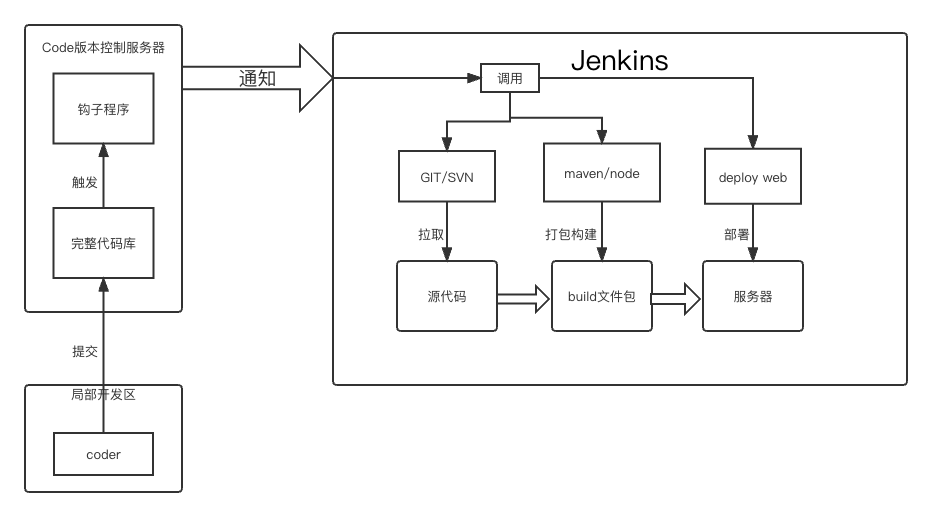 Code版本控制服务器
钩子程序
触发
完整代码库
提交
局部开发区
coder
通知
Jenkins
调用
GIT/SVN
maven/node
deploy web
拉取
打包构建
部署
源代码
build文件包
服务器